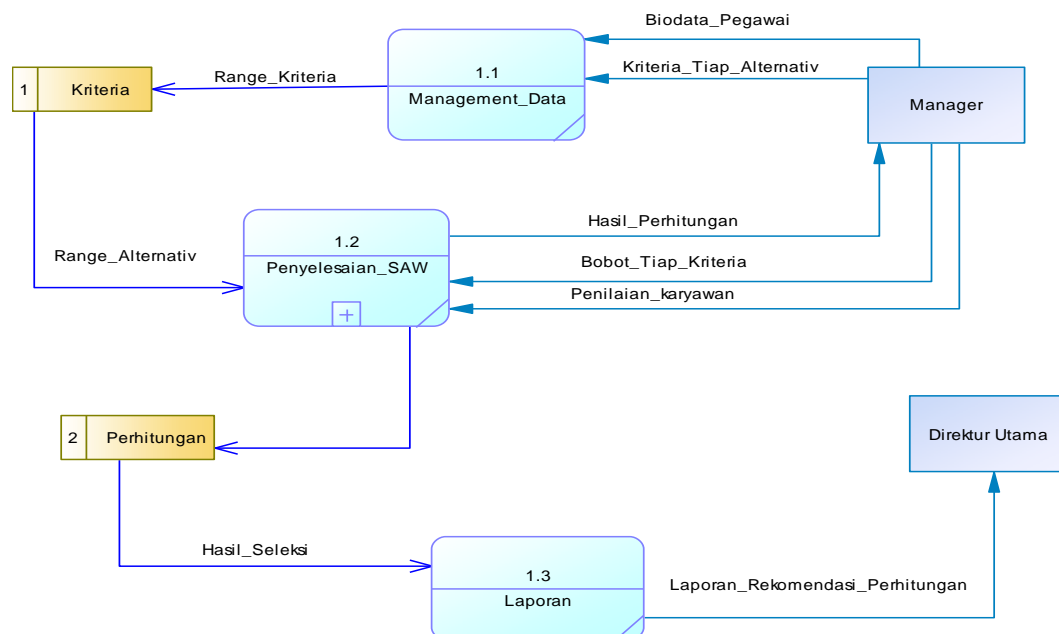 Biodata_Pegawai
1.1
Range_Kriteria
Kriteria_Tiap_Alternativ
1
Kriteria
Management_Data
Manager
Hasil_Perhitungan
1.2
Range_Alternativ
Penyelesaian_SAW
Bobot_Tiap_Kriteria
Penilaian_karyawan
2
Perhitungan
Direktur Utama
Hasil_Seleksi
1.3
Laporan
Laporan_Rekomendasi_Perhitungan